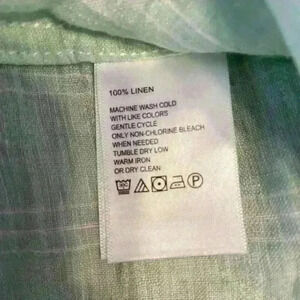 100% LINEN
MACHINE WASH COLD
WITH LIKE COLORS
GENTLE CYCLE
ONLY NON-CHLORINE BLEACH
WHEN NEEDED
TUMBLE DRY LOW
WARM IRON
OR DRY CLEAN